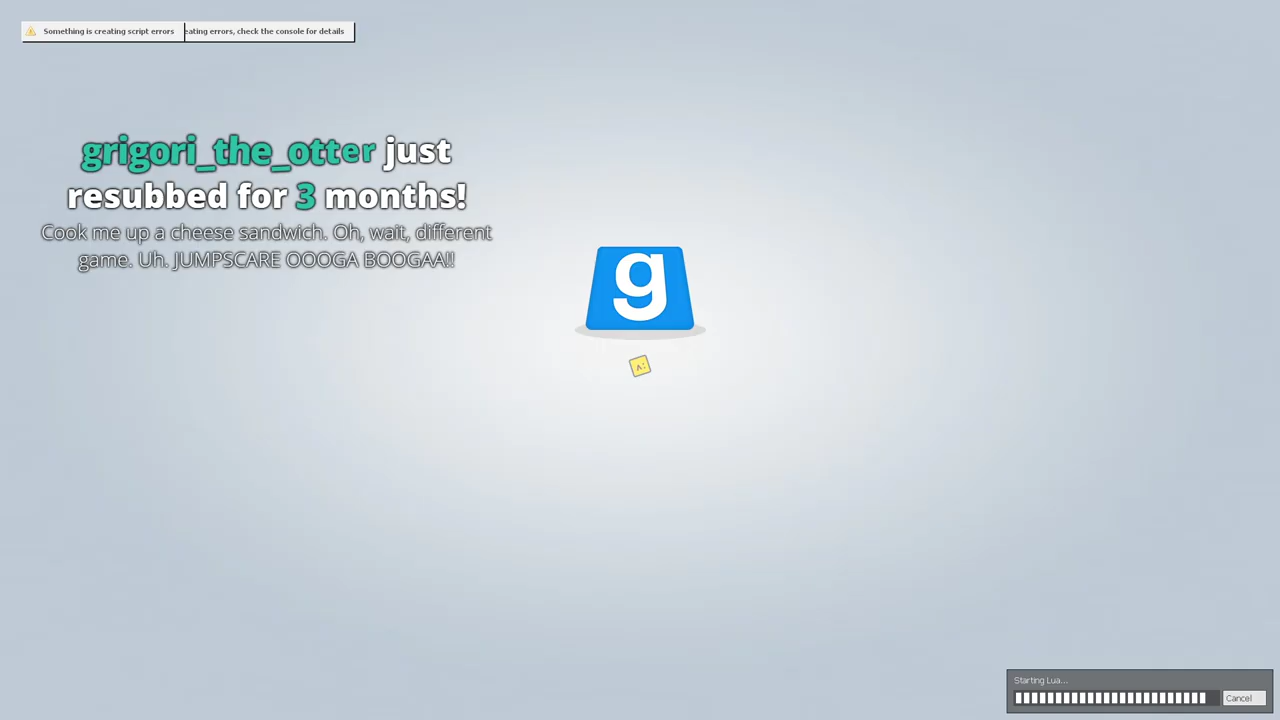 Something is creating script errors
eating errors, check the console for details
grigori_the_otter just
resubbed for 3 months!
Cook me up a cheese sandwich. Oh, wait, different
game. Uh. JUMPSCARE OOOGA BOOGAA!!
g
Starting Lua...
Cancel